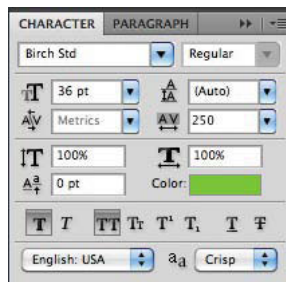 CHARACTER PARAGRAPH
Birch Std Regular
36 pt (Auto)
Metrics 250
100% 100%
0 pt Color:
T T TT Tt T¹ T₁ T T
English: USA aa Crisp